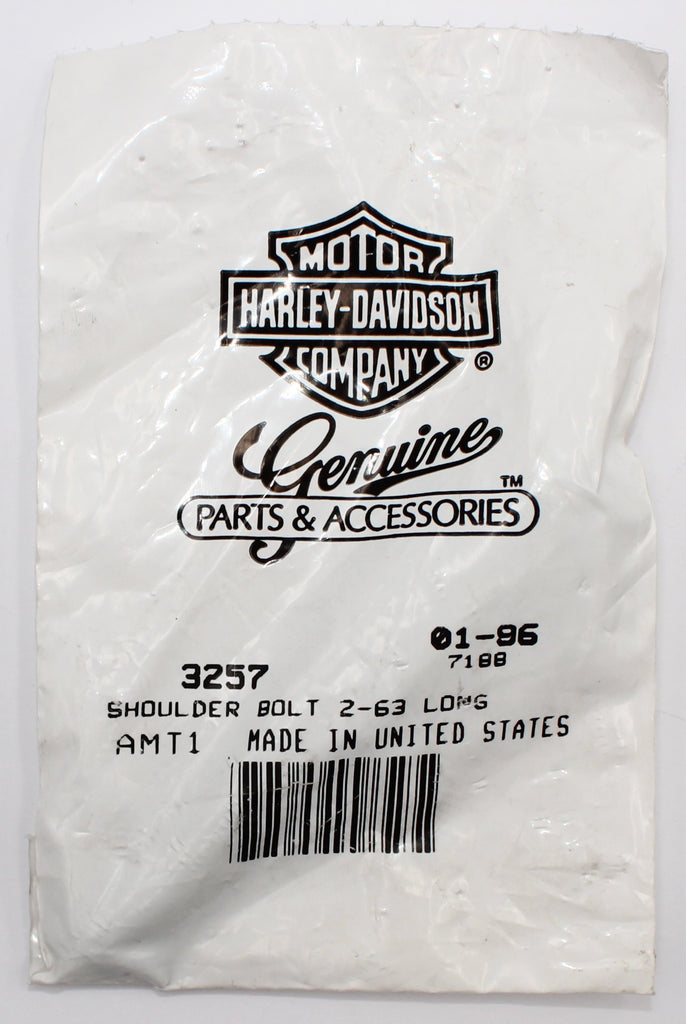 MOTOR
HARLEY-DAVIDSON
COMPANY ®
Genuine
PARTS & ACCESSORIES ™
01-96
7188
3257
SHOULDER BOLT 2-63 LONG
AMT1 MADE IN UNITED STATES